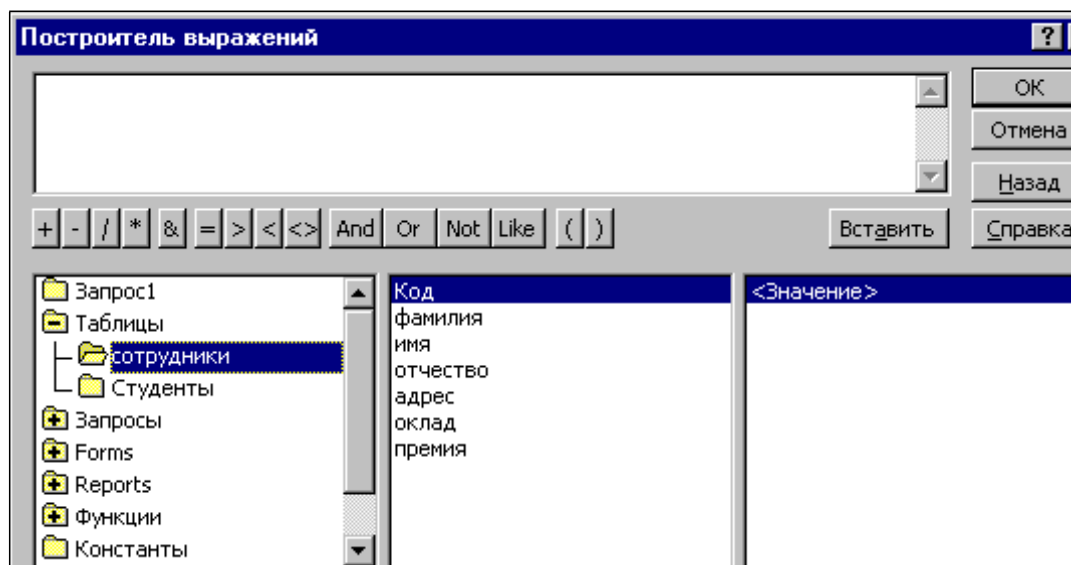 Построитель выражений ?
ОК
Отмена
Назад
+ - / * & = > < <> And Or Not Like ( ) Вставить Справка
Запрос1
Таблицы
сотрудники
Студенты
Запросы
Forms
Reports
Функции
Константы
Код
фамилия
имя
отчество
адрес
оклад
премия
<Значение>